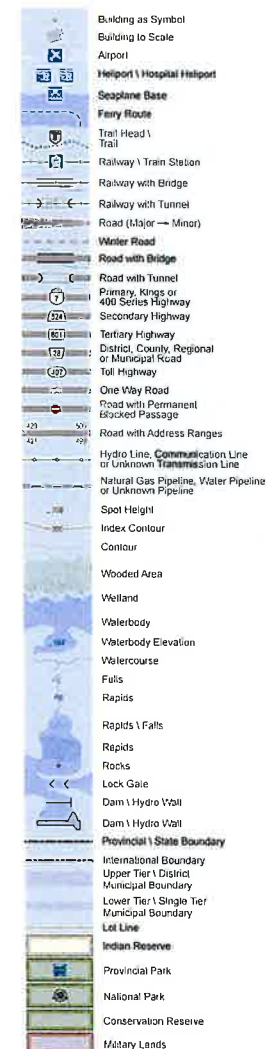 Building as Symbol
Building to Scale
Airport
Heliport \ Hospital Heliport
Seaplane Base
Ferry Route
Trail Head \
Trail
Railway \ Train Station
Railway with Bridge
Railway with Tunnel
Road (Major → Minor)
Winter Road
Road with Bridge
Road with Tunnel
7
Primary, Kings or
400 Series Highway
524
Secondary Highway
801
Tertiary Highway
28
District, County, Regional
or Municipal Road
407
Toll Highway
One Way Road
Road with Permanent
Blocked Passage
Road with Address Ranges
Hydro Line, Communication Line
or Unknown Transmission Line
Natural Gas Pipeline, Water Pipeline
or Unknown Pipeline
Spot Height
Index Contour
Contour
Wooded Area
Wetland
Waterbody
Waterbody Elevation
Watercourse
Falls
Rapids
Rapids \ Falls
Rapids
Rocks
Lock Gate
Dam \ Hydro Wall
Dam \ Hydro Wall
Provincial \ State Boundary
International Boundary
Upper Tier \ District
Municipal Boundary
Lower Tier \ Single Tier
Municipal Boundary
Lot Line
Indian Reserve
Provincial Park
National Park
Conservation Reserve
Military Lands